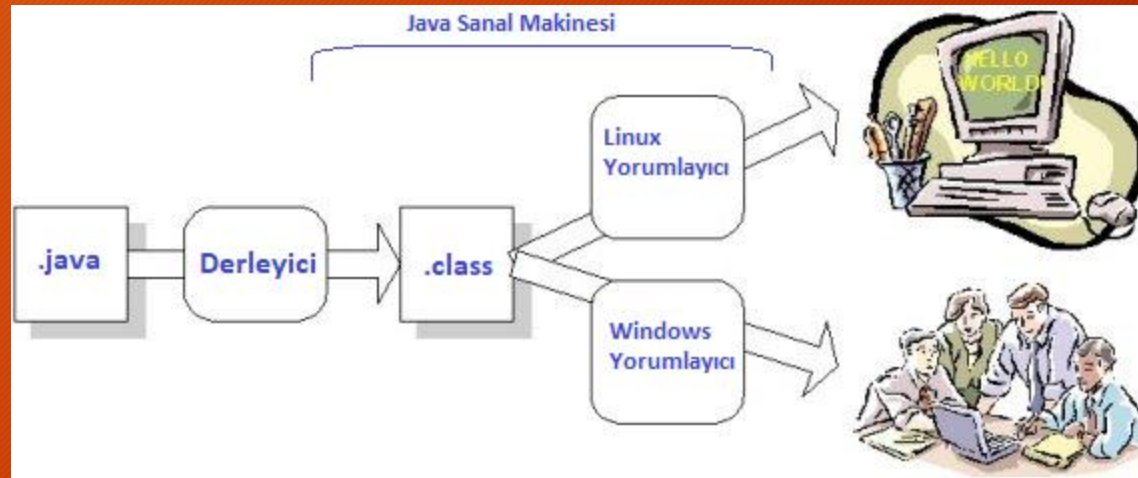 Java Sanal Makinesi
.java
Derleyici
.class
Linux
Yorumlayıcı
Windows
Yorumlayıcı
HELLO
WORLD!